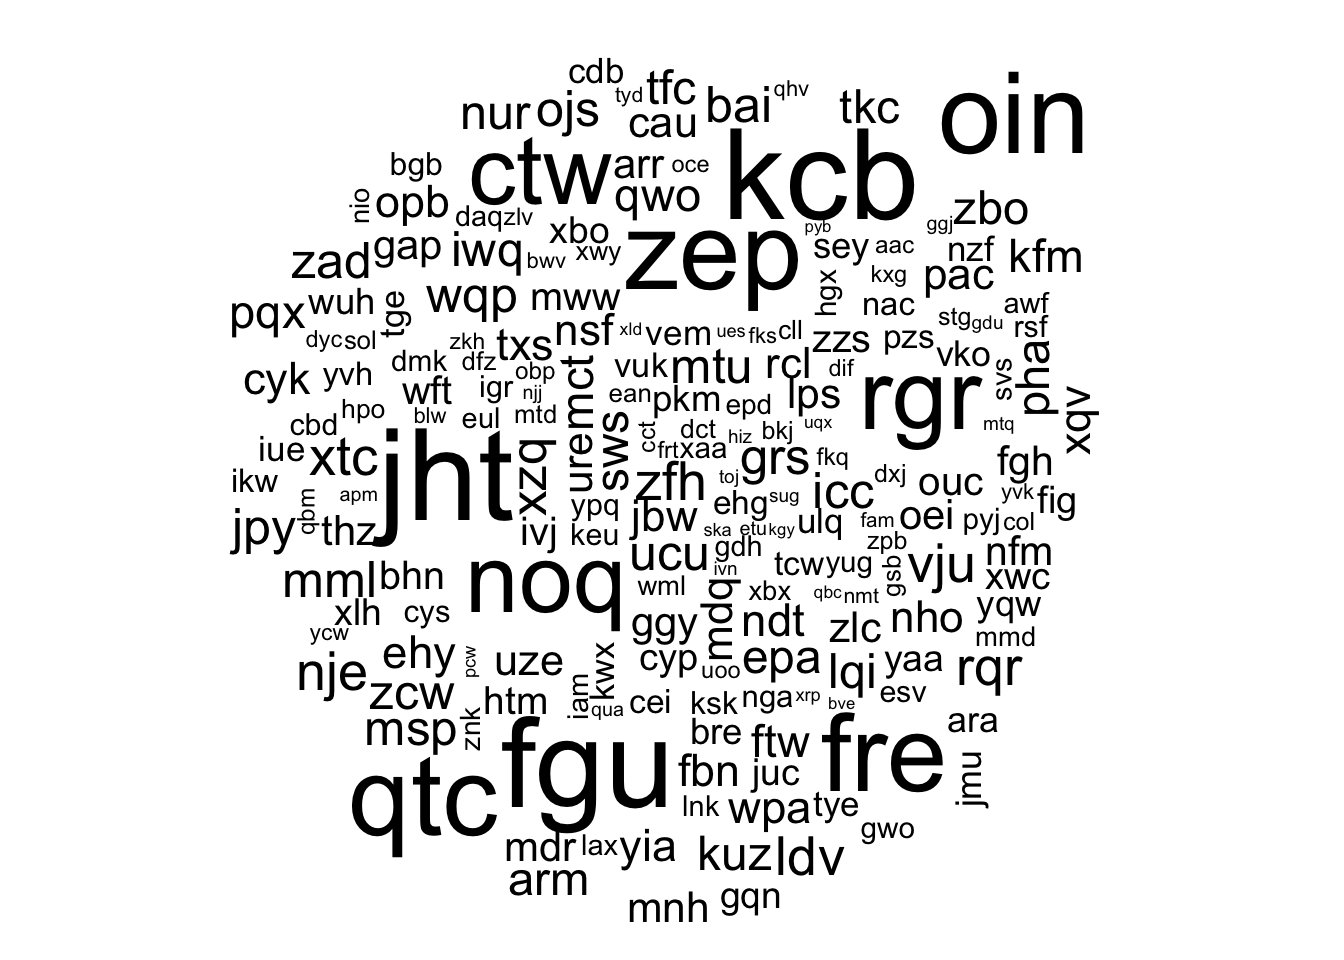 cdb
tyd tfc
qhv
nur ojs cau bai tkc oin
bgb ctw arr oce kcb
nio opb qwo
daq zlv zbo
zad gap iwq xbo xwy bwv zep pyb sey aac ggj nzf kfm
pqx wuh tge wqp mww hgx kxg nac pac awf
dyc sol zkh txs nsf xld vem ues fks cll zzs pzs stg gdu rsf
cyk yvh dmk dfz obp vuk mtu rcl dif vko svs pha
wft igr njj ean pkm epd lps rgr
hpo blw eul mtd emct cct dct hiz bkj uqx mtq xqv
cbd
iue xtc jht xzq ur sws frt xaa grs fkq fgh
ikw apm zfh toj icc dxj ouc yvk fig
qbm ypq ehg sug
jpy thz ivj keu jbw ska etu kgy ulq fam oei pyj col
ucu gdh zpb nfm
mml bhn noq wml ivn tcw yug gsb vju xwc
xlh cys mdq xbx qbc nmt yqw
ycw ggy ndt zlc nho mmd
nje ehy pcw uze kwx cyp uoo epa lqi yaa rqr
zcw htm iam qua cei ksk nga xrp bve esv
msp znk fgu bre ftw fre ara
qtc fbn juc jmu
lnk wpa tye
gwo
mdr lax yia kuz ldv
arm
mnh gqn